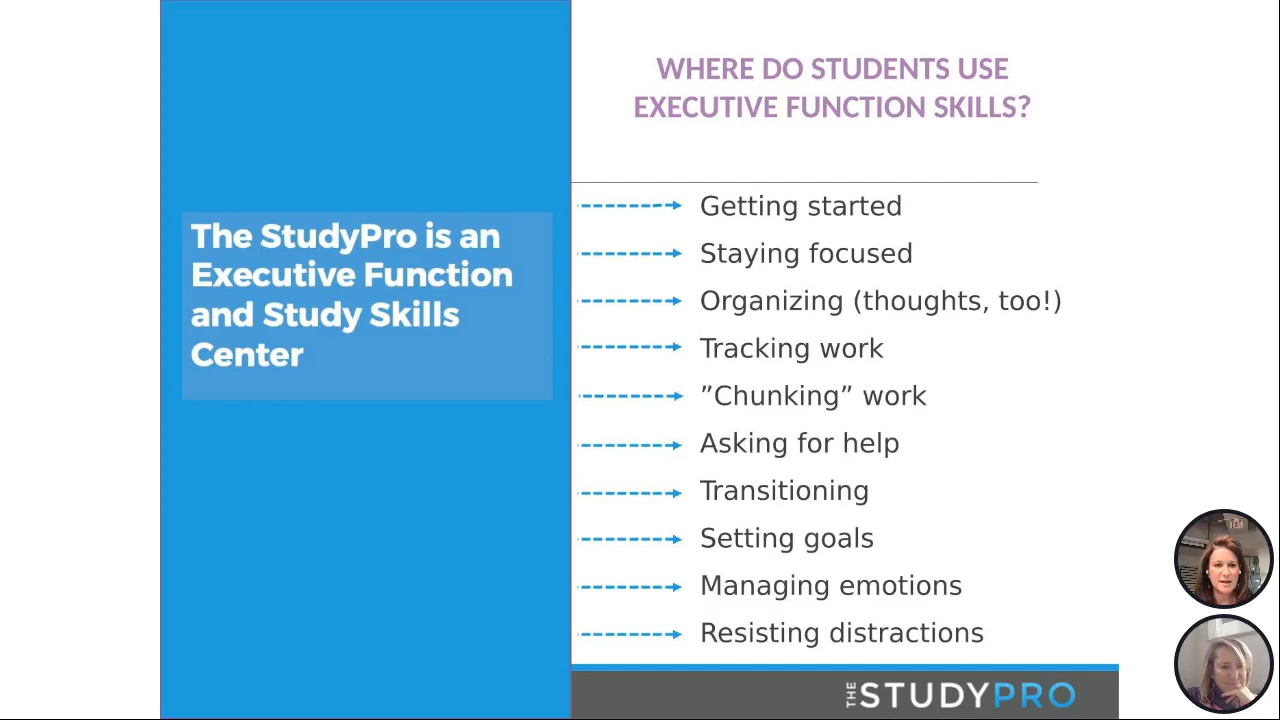 WHERE DO STUDENTS USE
EXECUTIVE FUNCTION SKILLS?
The StudyPro is an
Executive Function
and Study Skills
Center
Getting started
Staying focused
Organizing (thoughts, too!)
Tracking work
”Chunking” work
Asking for help
Transitioning
Setting goals
Managing emotions
Resisting distractions
THE STUDYPRO